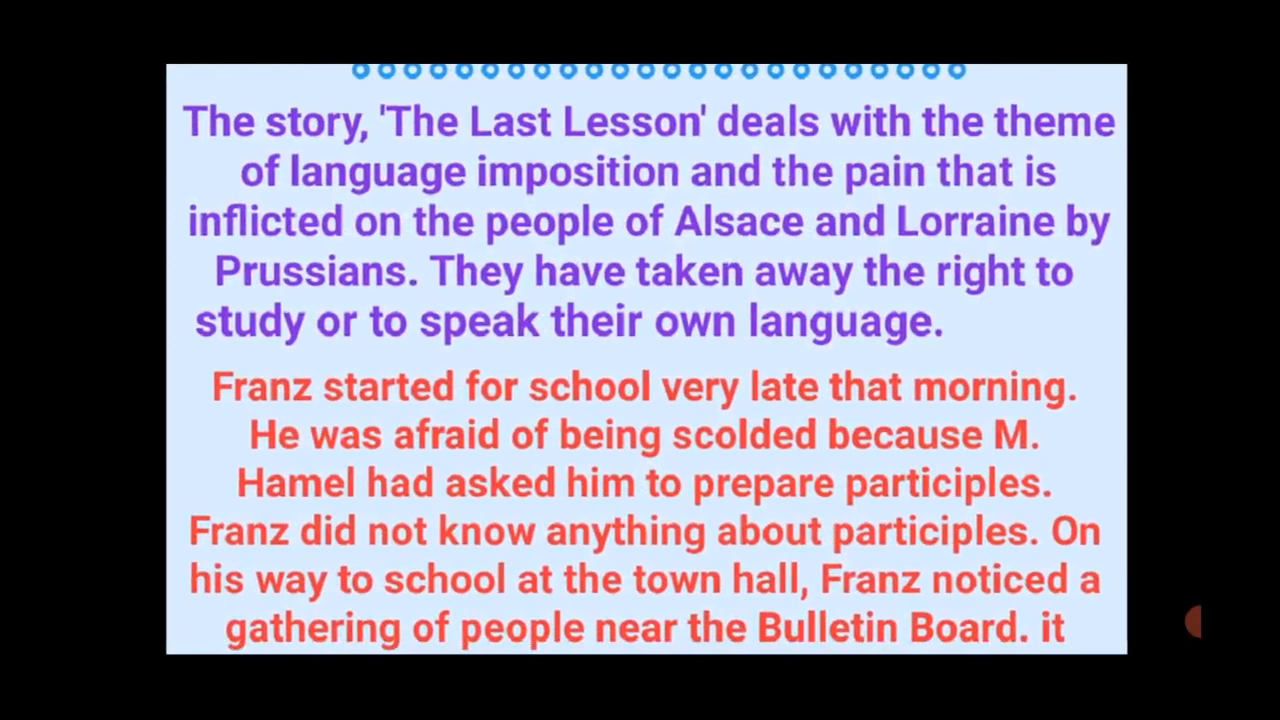 The story, 'The Last Lesson' deals with the theme
of language imposition and the pain that is
inflicted on the people of Alsace and Lorraine by
Prussians. They have taken away the right to
study or to speak their own language.
Franz started for school very late that morning.
He was afraid of being scolded because M.
Hamel had asked him to prepare participles.
Franz did not know anything about participles. On
his way to school at the town hall, Franz noticed a
gathering of people near the Bulletin Board. it